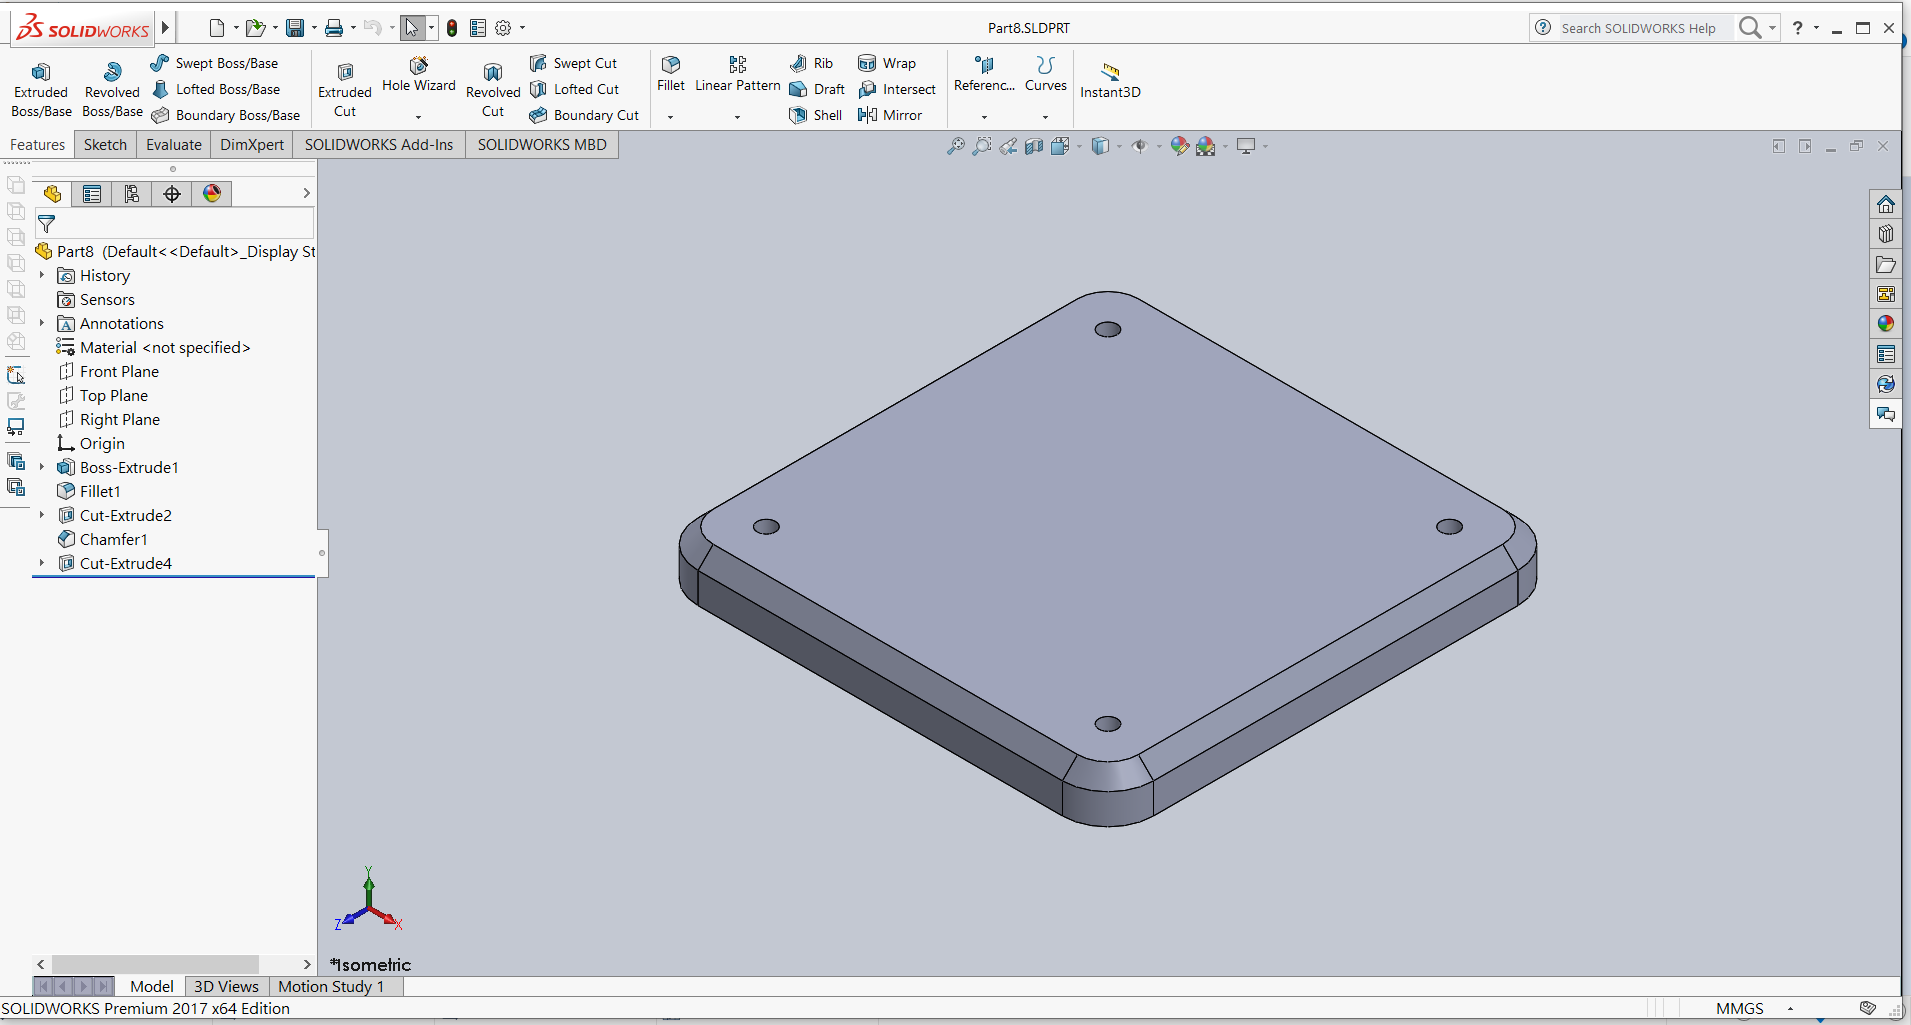 SOLIDWORKS
Part8.SLDPRT
Search SOLIDWORKS Help
?
Extruded Boss/Base
Revolved Boss/Base
Swept Boss/Base
Lofted Boss/Base
Boundary Boss/Base
Extruded Cut
Hole Wizard
Revolved Cut
Swept Cut
Lofted Cut
Boundary Cut
Fillet
Linear Pattern
Rib
Draft
Shell
Wrap
Intersect
Mirror
Referenc...
Curves
Instant3D
Features
Sketch
Evaluate
DimXpert
SOLIDWORKS Add-Ins
SOLIDWORKS MBD
Part8 (Default<<Default>_Display St
History
Sensors
Annotations
Material <not specified>
Front Plane
Top Plane
Right Plane
Origin
Boss-Extrude1
Fillet1
Cut-Extrude2
Chamfer1
Cut-Extrude4
Y
Z
X
*Isometric
Model
3D Views
Motion Study 1
SOLIDWORKS Premium 2017 x64 Edition
MMGS